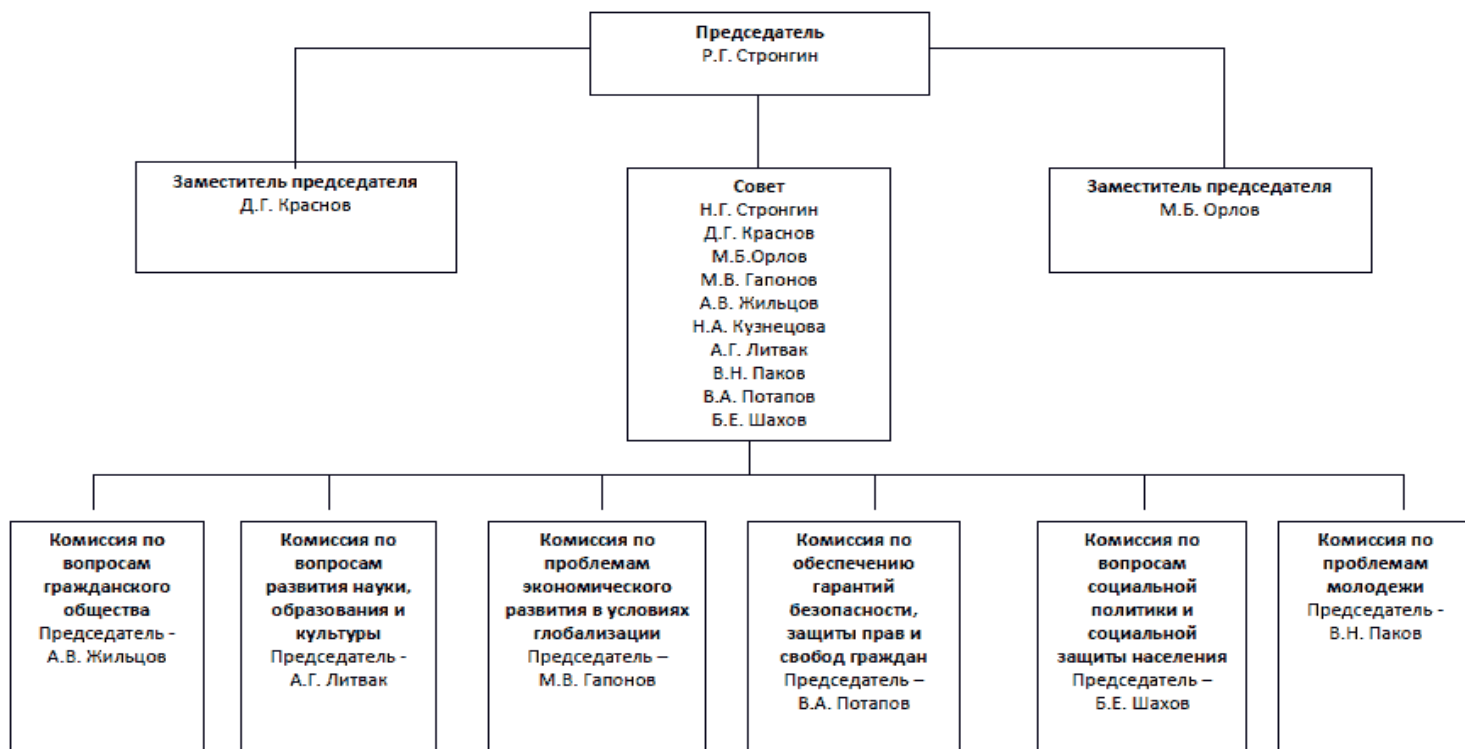 Председатель
Р.Г. Стронгин
Заместитель председателя
Д.Г. Краснов
Совет
Н.Г. Стронгин
Д.Г. Краснов
М.Б.Орлов
М.В. Гапонов
А.В. Жильцов
Н.А. Кузнецова
А.Г. Литвак
В.Н. Паков
В.А. Потапов
Б.Е. Шахов
Заместитель председателя
М.Б. Орлов
Комиссия по
вопросам
гражданского
общества
Председатель -
А.В. Жильцов
Комиссия по
вопросам
развития науки,
образования и
культуры
Председатель -
А.Г. Литвак
Комиссия по
проблемам
экономического
развития в условиях
глобализации
Председатель –
М.В. Гапонов
Комиссия по
обеспечению
гарантий
безопасности,
защиты прав и
свобод граждан
Председатель –
В.А. Потапов
Комиссия по
вопросам
социальной
политики и
социальной
защиты населения
Председатель –
Б.Е. Шахов
Комиссия по
проблемам
молодежи
Председатель -
В.Н. Паков